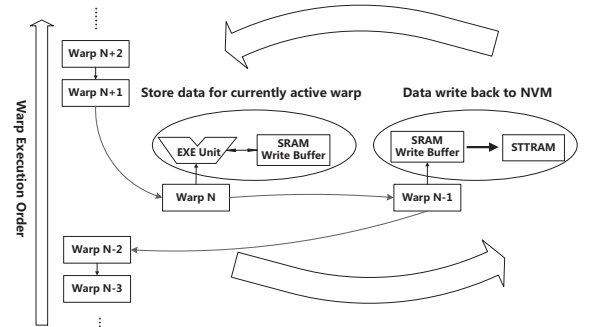 Warp N+2
Warp N+1
Store data for currently active warp
Data write back to NVM
EXE Unit
SRAM
Write Buffer
SRAM
Write Buffer
STTRAM
Warp N
Warp N-1
Warp N-2
Warp N-3
Warp Execution Order